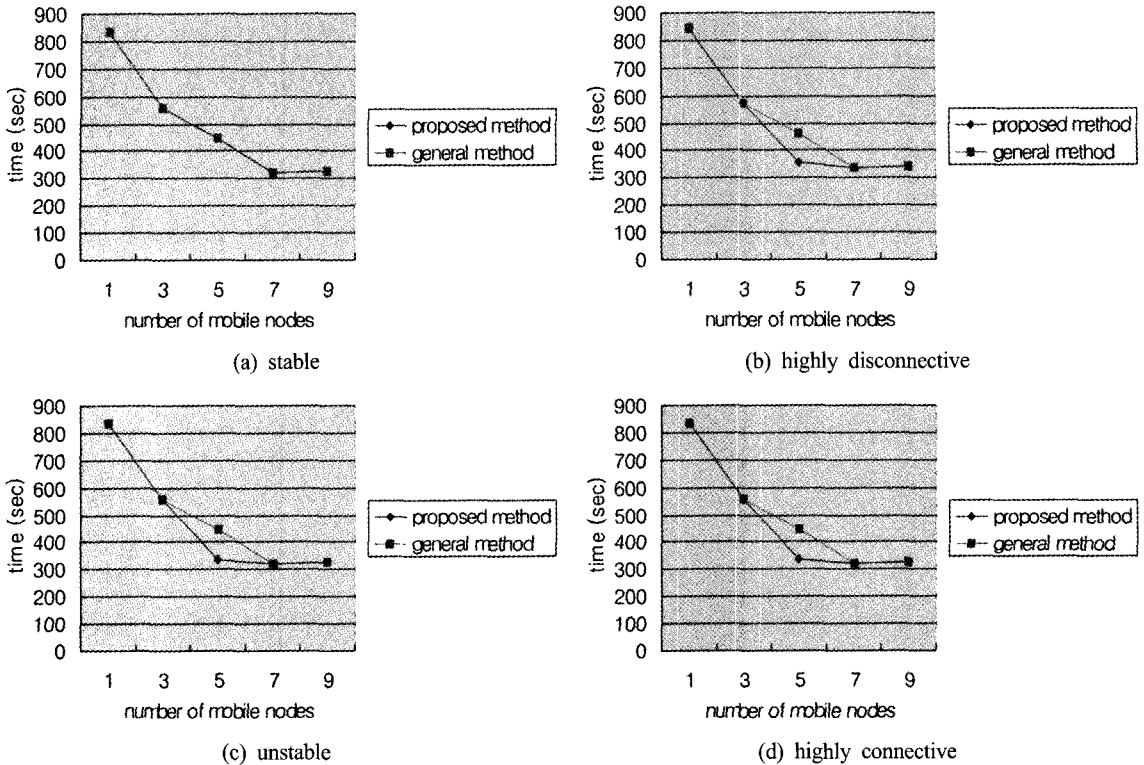 900
800
700
600
500
400
300
200
100
0
time (sec)
1 3 5 7 9
number of mobile nodes
proposed method
general method
(a) stable
900
800
700
600
500
400
300
200
100
0
time (sec)
1 3 5 7 9
number of mobile nodes
proposed method
general method
(b) highly disconnective
900
800
700
600
500
400
300
200
100
0
time (sec)
1 3 5 7 9
number of mobile nodes
proposed method
general method
(c) unstable
900
800
700
600
500
400
300
200
100
0
time (sec)
1 3 5 7 9
number of mobile nodes
proposed method
general method
(d) highly connective